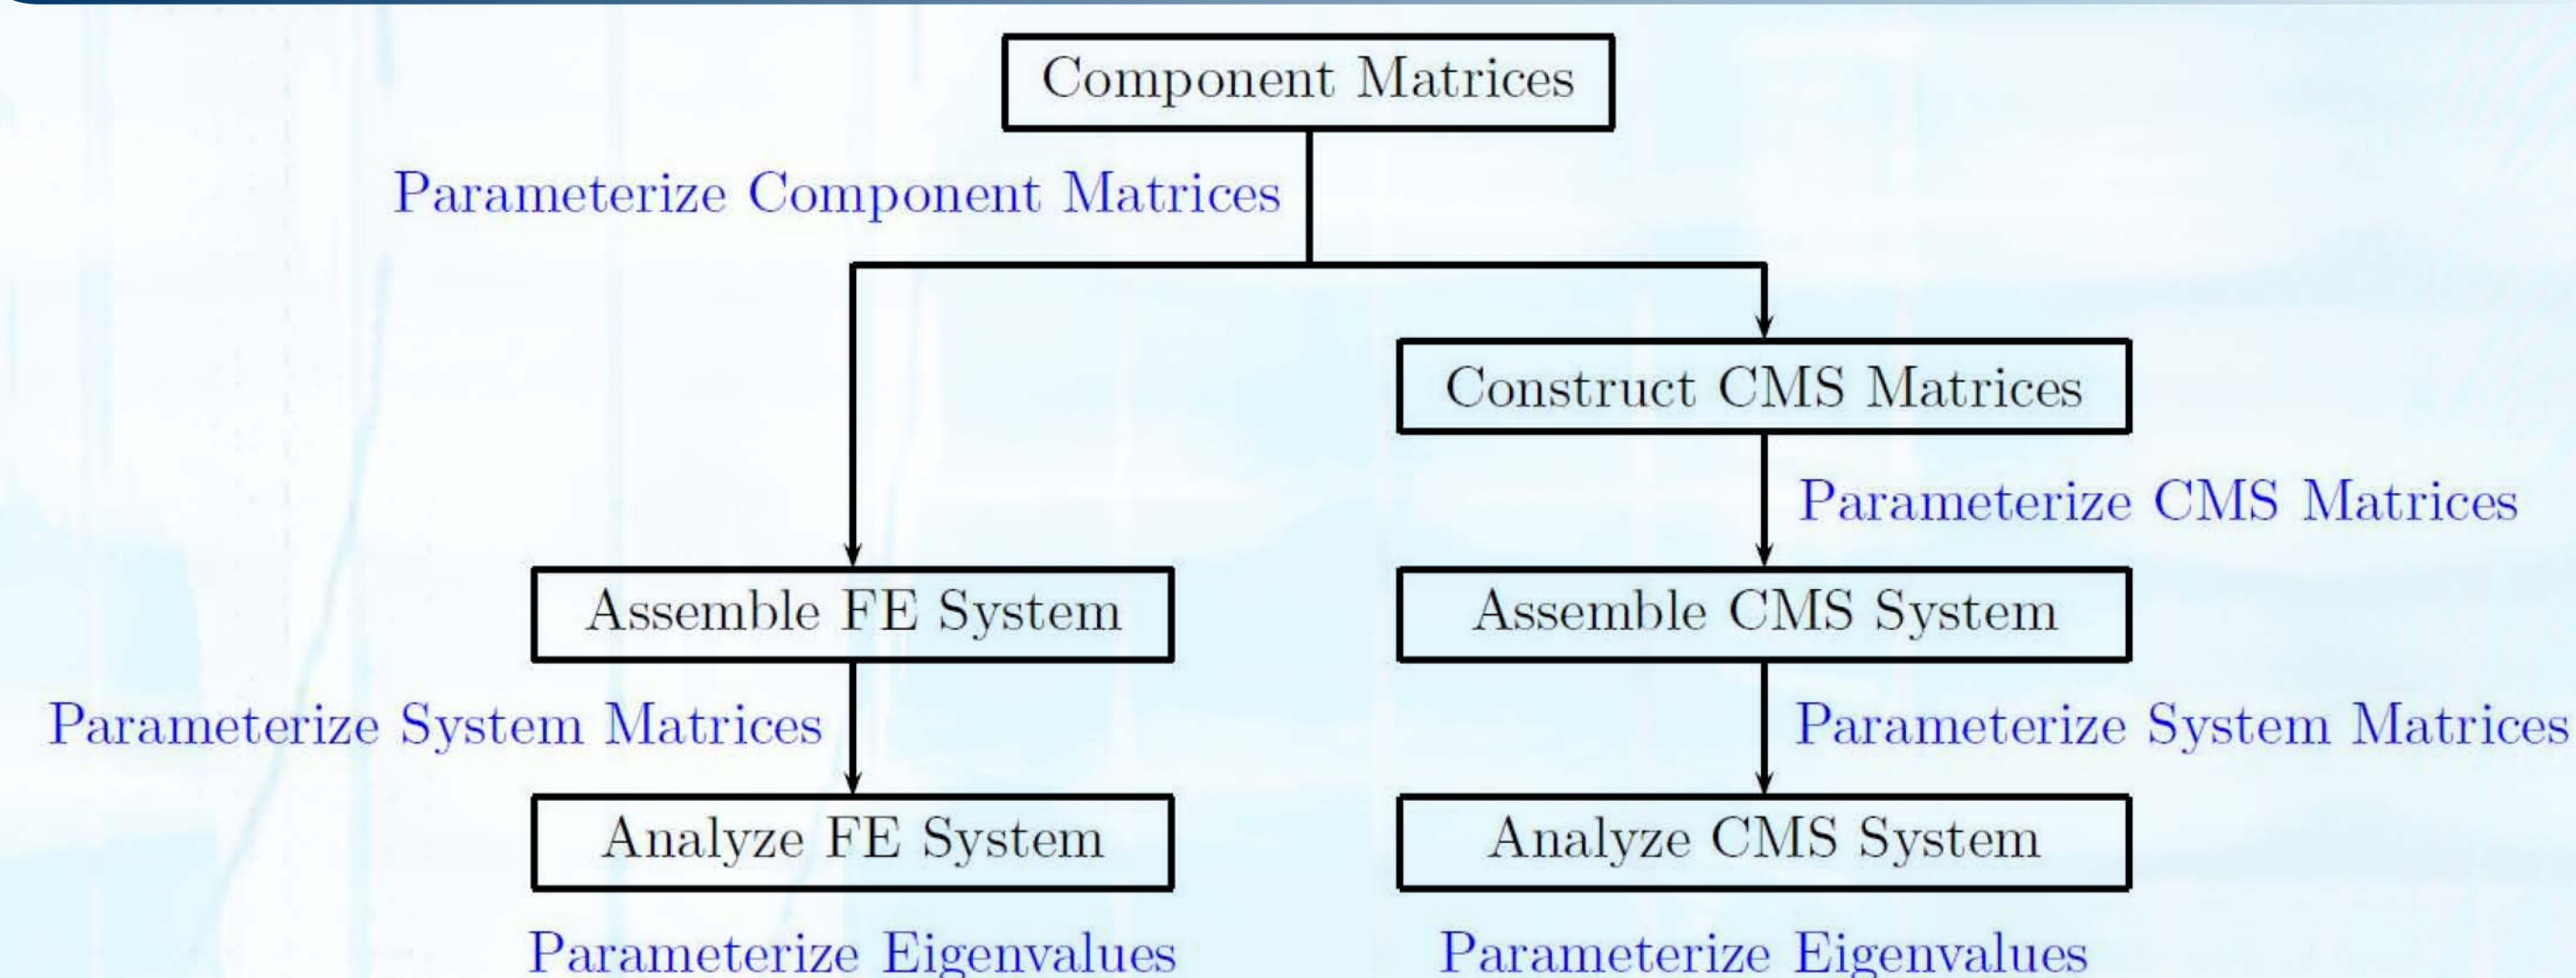 Component Matrices
Parameterize Component Matrices
Construct CMS Matrices
Parameterize CMS Matrices
Assemble FE System
Assemble CMS System
Parameterize System Matrices
Parameterize System Matrices
Analyze FE System
Analyze CMS System
Parameterize Eigenvalues
Parameterize Eigenvalues